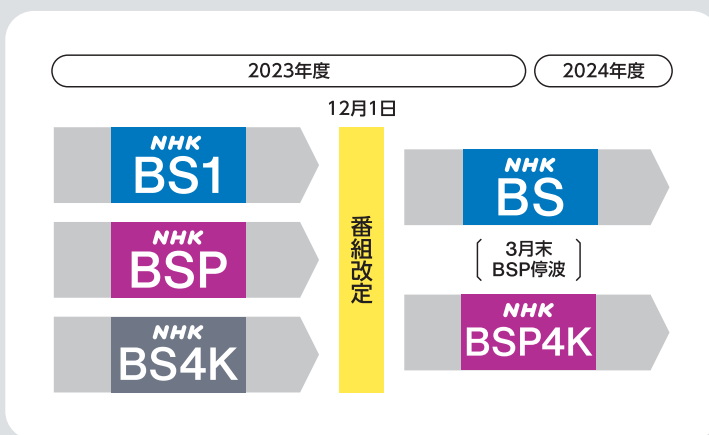 2023年度
2024年度
12月1日
NHK
BS1
NHK
BSP
NHK
BS4K
番組改定
NHK
BS
3月末
BSP停波
NHK
BSP4K